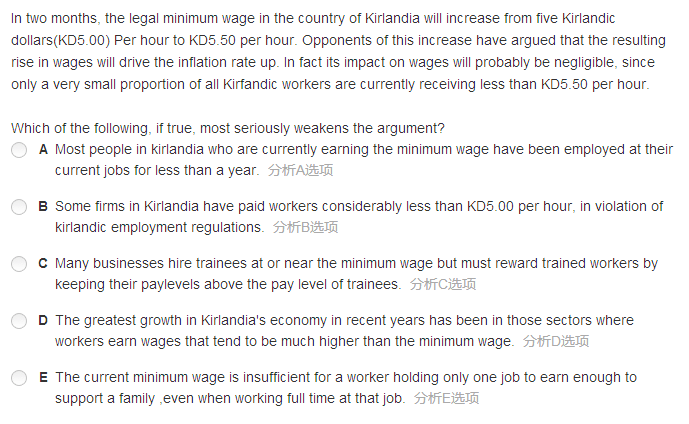 In two months, the legal minimum wage in the country of Kirlandia will increase from five Kirlandic
dollars(KD5.00) Per hour to KD5.50 per hour. Opponents of this increase have argued that the resulting
rise in wages will drive the inflation rate up. In fact its impact on wages will probably be negligible, since
only a very small proportion of all Kirfandic workers are currently receiving less than KD5.50 per hour.
Which of the following, if true, most seriously weakens the argument?
A Most people in kirlandia who are currently earning the minimum wage have been employed at their
current jobs for less than a year. 分析A选项
B Some firms in Kirlandia have paid workers considerably less than KD5.00 per hour, in violation of
kirlandic employment regulations. 分析B选项
C Many businesses hire trainees at or near the minimum wage but must reward trained workers by
keeping their paylevels above the pay level of trainees. 分析C选项
D The greatest growth in Kirlandia's economy in recent years has been in those sectors where
workers earn wages that tend to be much higher than the minimum wage. 分析D选项
E The current minimum wage is insufficient for a worker holding only one job to earn enough to
support a family ,even when working full time at that job. 分析E选项